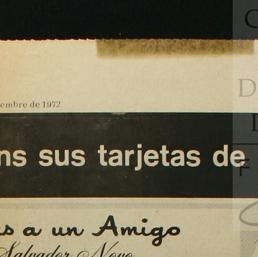 embre de 1972
ns sus tarjetas de
s a un Amigo
Salvador Novo